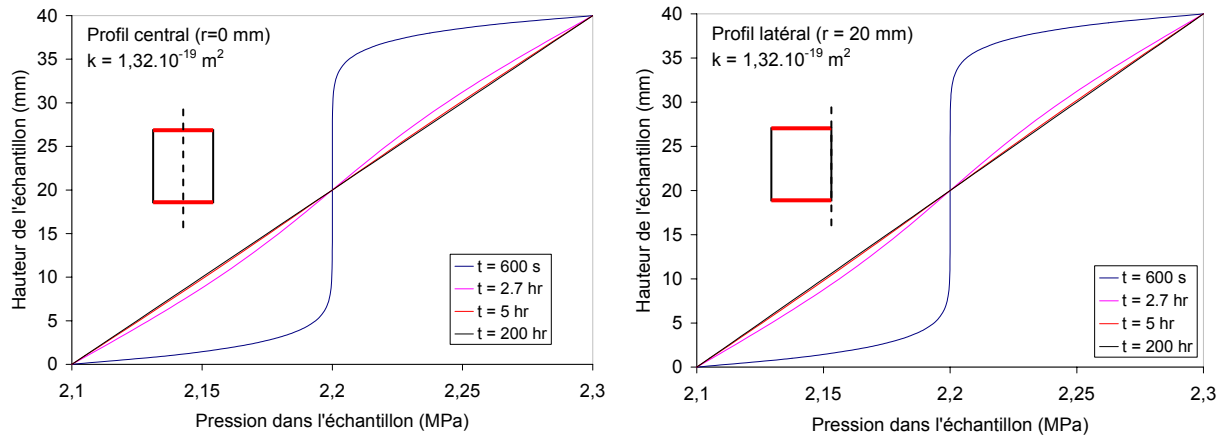 Profil central (r=0 mm)
k = 1,32.10⁻¹⁹ m²
Hauteur de l'échantillon (mm)
40
35
30
25
20
15
10
5
0
t = 600 s
t = 2.7 hr
t = 5 hr
t = 200 hr
2,1 2,15 2,2 2,25 2,3
Pression dans l'échantillon (MPa)
Profil latéral (r = 20 mm)
k = 1,32.10⁻¹⁹ m²
Hauteur de l'échantillon (mm)
40
35
30
25
20
15
10
5
0
t = 600 s
t = 2.7 hr
t = 5 hr
t = 200 hr
2,1 2,15 2,2 2,25 2,3
Pression dans l'échantillon (MPa)